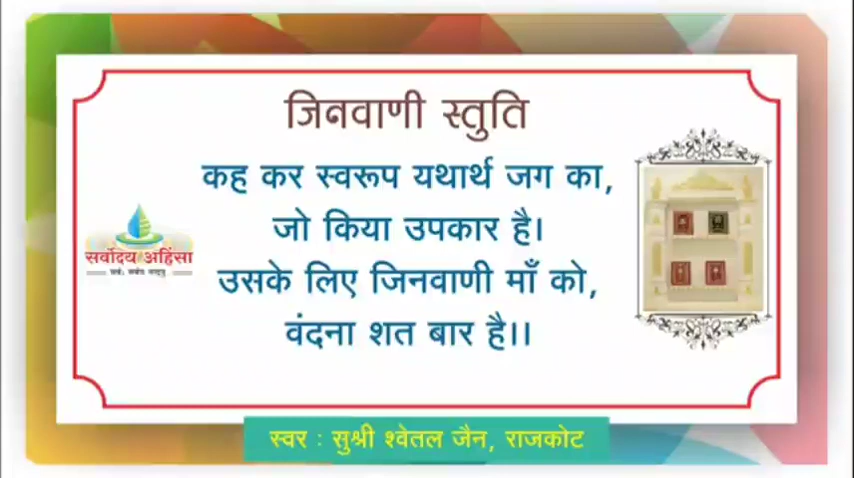 जिनवाणी स्तुति
कह कर स्वरूप यथार्थ जग का,
जो किया उपकार है।
उसके लिए जिनवाणी माँ को,
वंदना शत बार है।।
सर्वोदय अहिंसा
स्वर : सुश्री श्वेतल जैन, राजकोट